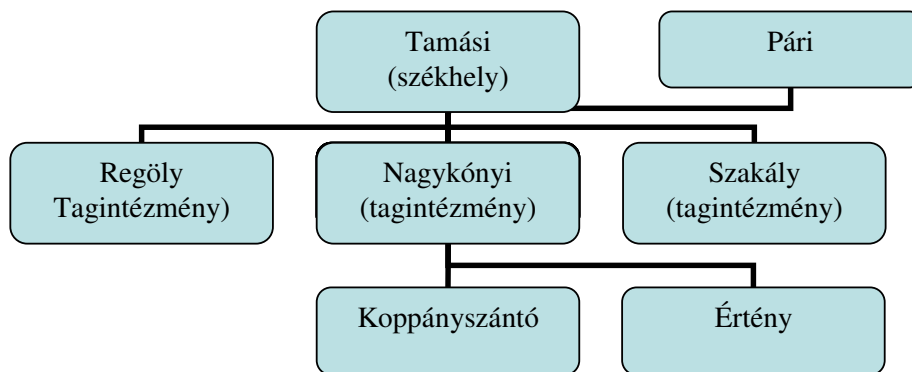 Tamási
(székhely)
Pári
Regöly
Tagintézmény)
Nagykónyi
(tagintézmény)
Szakály
(tagintézmény)
Koppányszántó
Értény